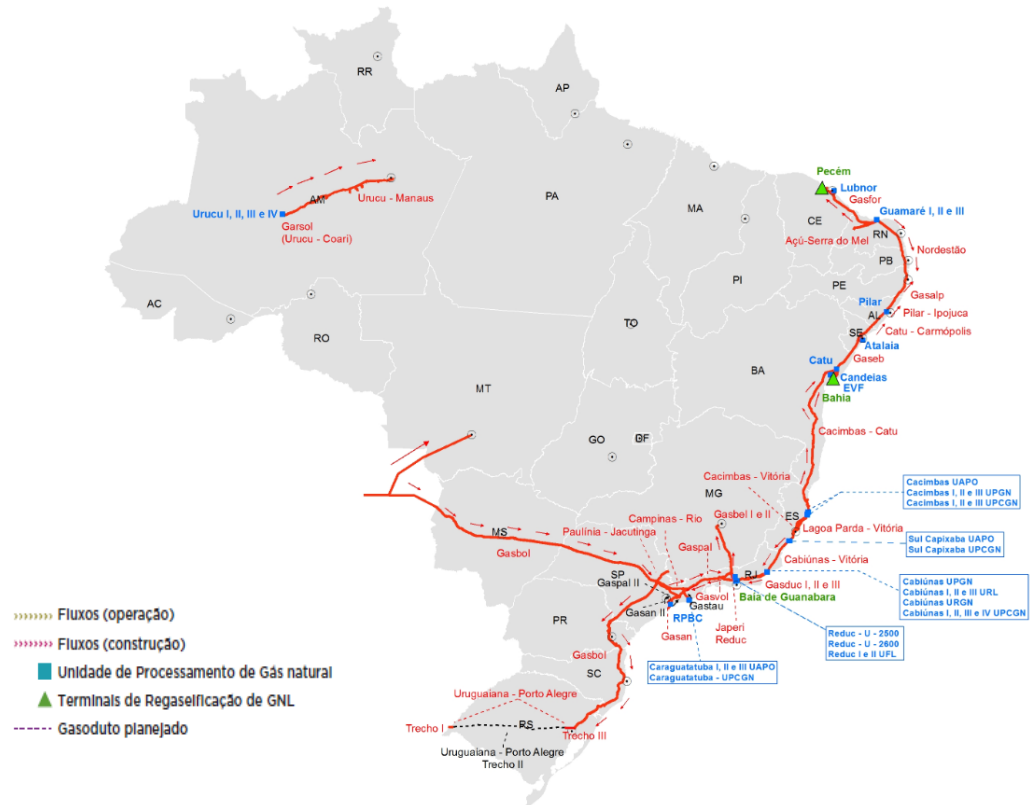 RR
AP
Pecém
Lubnor
Gasfor
Urucu I, II, III e IV
AM
Urucu - Manaus
Garsol
(Urucu - Coari)
PA
MA
CE
Guamaré I, II e III
RN
Açú-Serra do Mel
Nordestão
PB
PI
PE
Gasalp
AC
Pilar
AL
Pilar - Ipojuca
RO
TO
SE
Catu - Carmópolis
Atalaia
Gaseb
Catu
BA
Candeias
EVF
Bahia
MT
Cacimbas - Catu
GO
DF
Cacimbas - Vitória
Cacimbas UAPO
Cacimbas I, II e III UPGN
Cacimbas I, II e III UPCGN
MG
Gasbel I e II
ES
Lagoa Parda - Vitória
Campinas - Rio
Paulínia - Jacutinga
MS
Gasbol
Gaspal
Sul Capixaba UAPO
Sul Capixaba UPCGN
Cabiúnas - Vitória
SP
RJ
Gaspal II
Gasduc I, II e III
Cabiúnas UPGN
Cabiúnas I, II e III URL
Cabiúnas URGN
Cabiúnas I, II, III e IV UPCGN
Gasvol
Baia de Guanabara
Gastau
Gasan II
RPBC
Gasan
Japeri
Reduc
PR
Reduc - U - 2500
Reduc - U - 2600
Reduc I e II UFL
Gasbol
Caraguatatuba I, II e III UAPO
Caraguatatuba - UPCGN
SC
Uruguaiana - Porto Alegre
Trecho I
RS
Trecho III
Uruguaiana - Porto Alegre
Trecho II
Fluxos (operação)
Fluxos (construção)
Unidade de Processamento de Gás natural
Terminais de Regaseificação de GNL
Gasoduto planejado